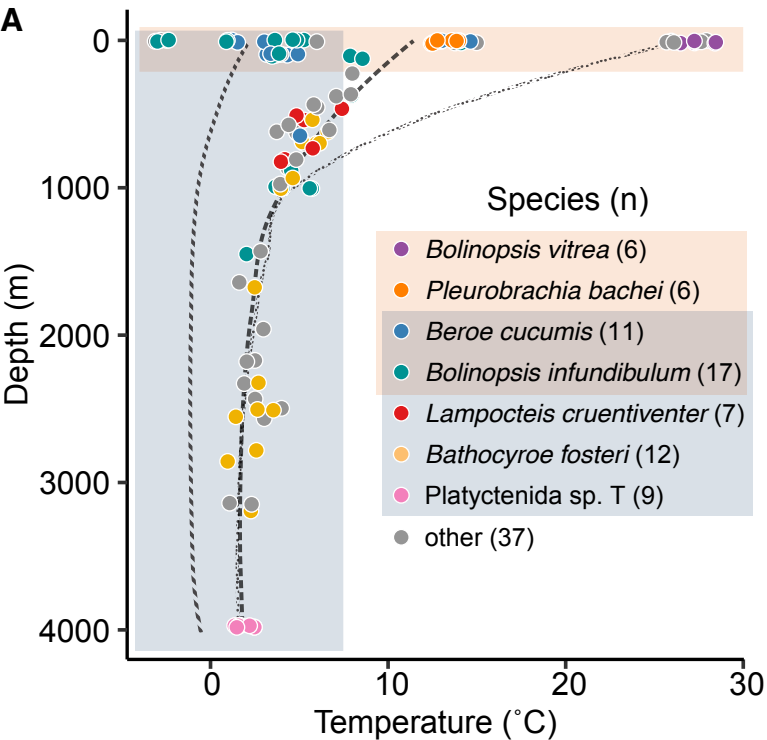 A
0
1000
2000
3000
4000
Depth (m)
Species (n)
Bolinopsis vitrea (6)
Pleurobrachia bachei (6)
Beroe cucumis (11)
Bolinopsis infundibulum (17)
Lampocteis cruentiventer (7)
Bathocyroe fosteri (12)
Platyctenida sp. T (9)
other (37)
0 10 20 30
Temperature (˚C)